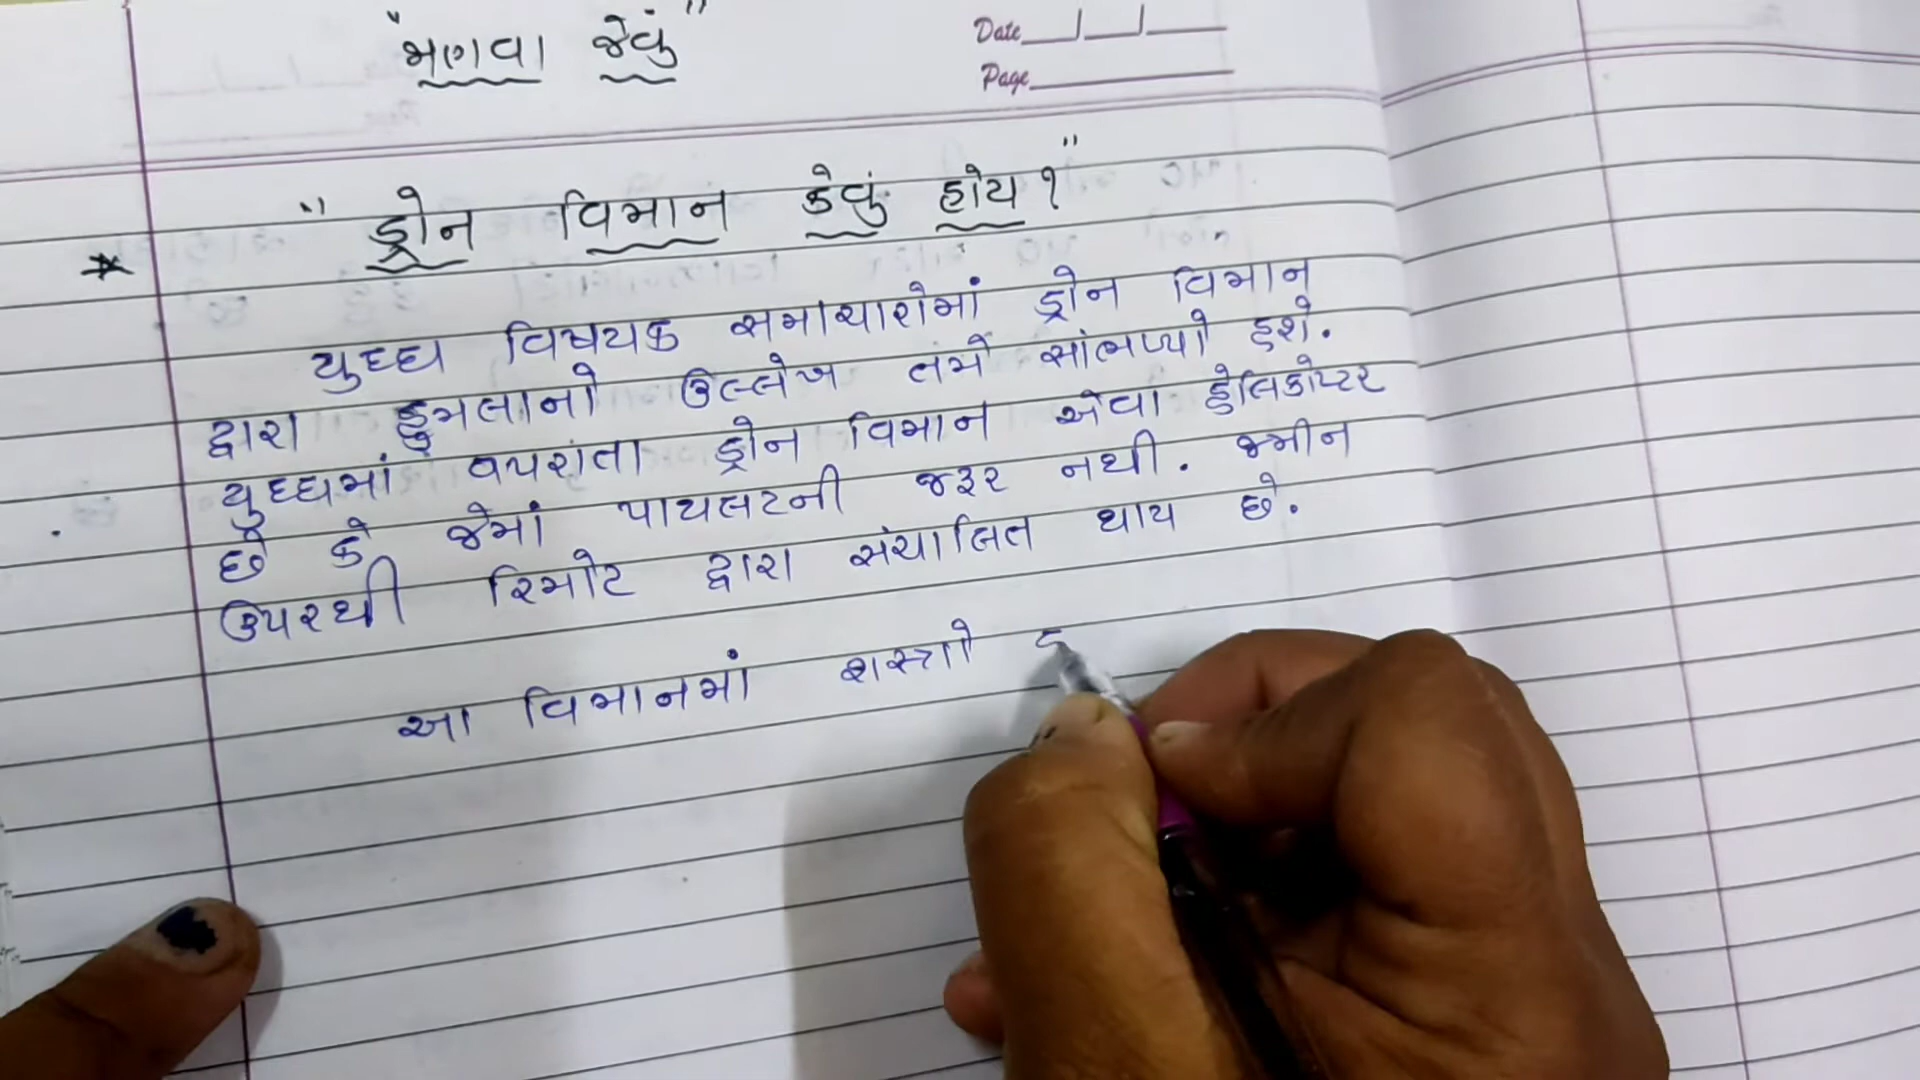 "ભણવા જેવું"
Date
Page
"ડ્રોન વિમાન કેવું હોય?"
યુધ્ધ વિષયક સમાચારોમાં ડ્રોન વિમાન
દ્વારા હુમલાનો ઉલ્લેખ તમે સાંભળ્યો હશે.
યુધ્ધમાં વપરાતા ડ્રોન વિમાન એવા હેલિકોપ્ટર
છે કે જેમાં પાયલટની જરૂર નથી. જમીન
ઉપરથી રિમોટ દ્વારા સંચાલિત થાય છે.
આ વિમાનમાં શસ્ત્રો